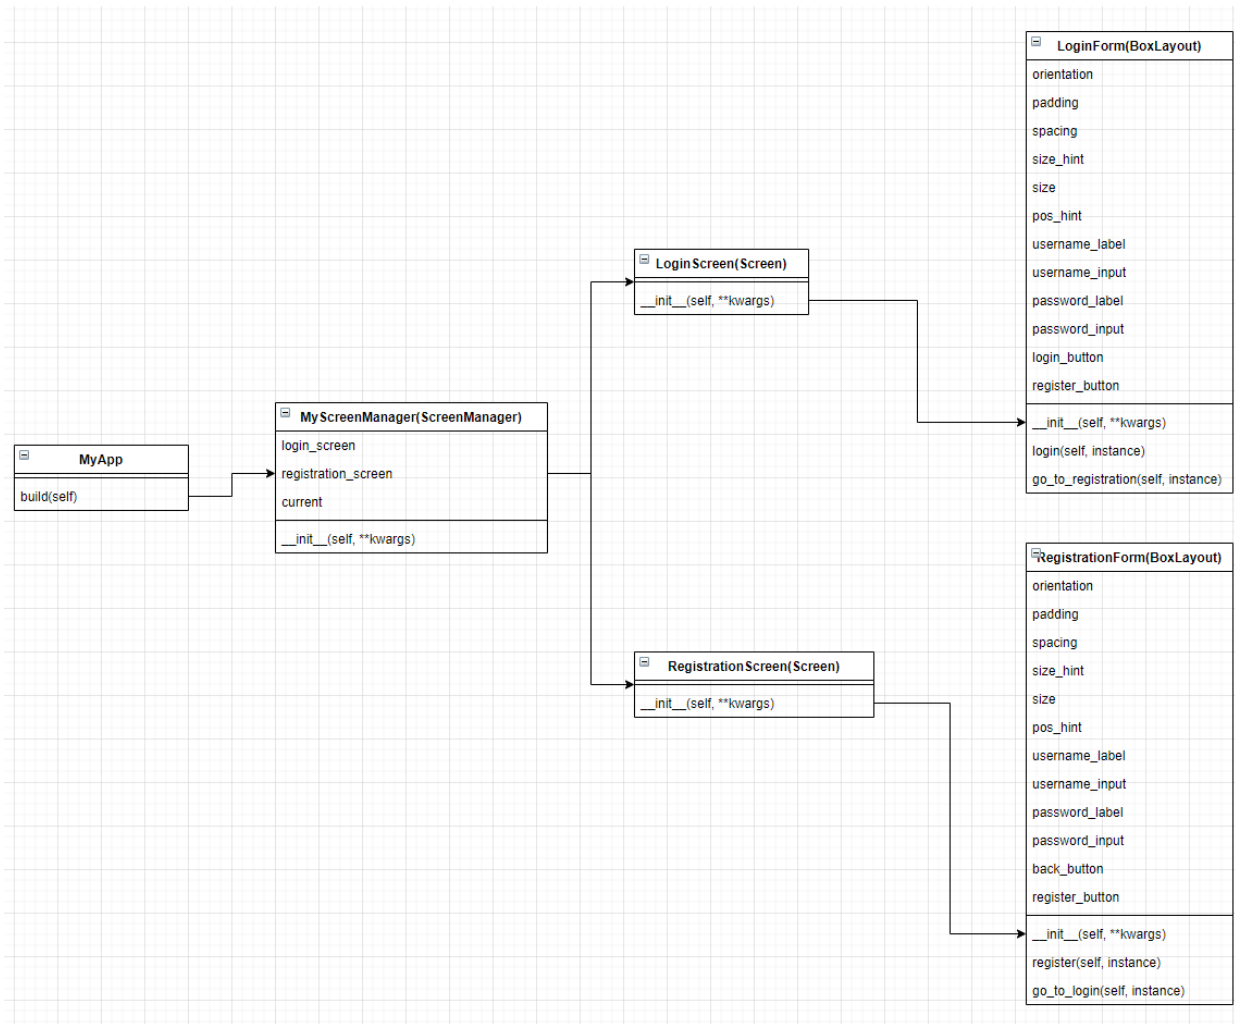 MyApp
build(self)
MyScreenManager(ScreenManager)
login_screen
registration_screen
current
__init__(self, **kwargs)
LoginScreen(Screen)
__init__(self, **kwargs)
RegistrationScreen(Screen)
__init__(self, **kwargs)
LoginForm(BoxLayout)
orientation
padding
spacing
size_hint
size
pos_hint
username_label
username_input
password_label
password_input
login_button
register_button
__init__(self, **kwargs)
login(self, instance)
go_to_registration(self, instance)
RegistrationForm(BoxLayout)
orientation
padding
spacing
size_hint
size
pos_hint
username_label
username_input
password_label
password_input
back_button
register_button
__init__(self, **kwargs)
register(self, instance)
go_to_login(self, instance)